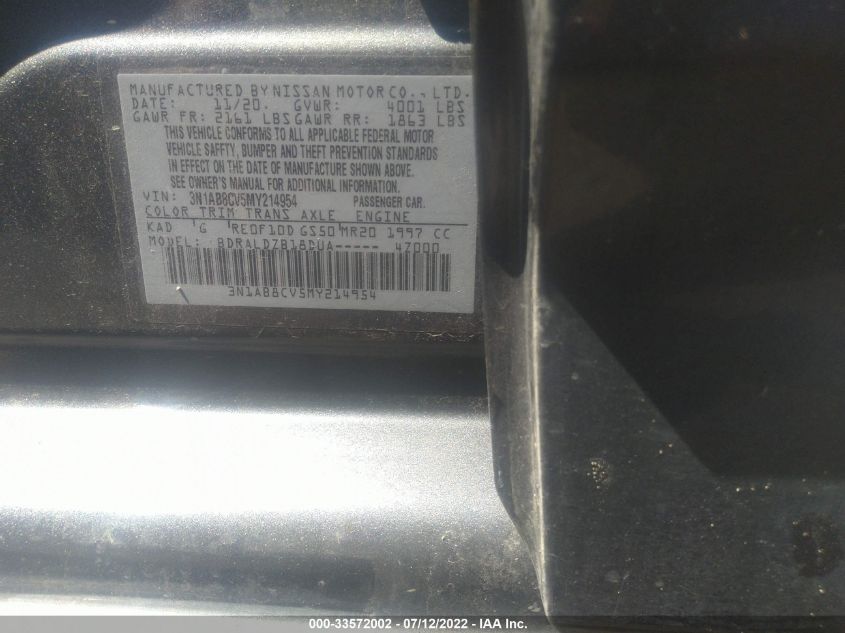 MANUFACTURED BY NISSAN MOTOR CO., LTD.
DATE: 11/20. GVWR: 4001 LBS
GAWR FR: 2161 LBS GAWR RR: 1863 LBS
THIS VEHICLE CONFORMS TO ALL APPLICABLE FEDERAL MOTOR
VEHICLE SAFETY, BUMPER AND THEFT PREVENTION STANDARDS
IN EFFECT ON THE DATE OF MANUFACTURE SHOWN ABOVE.
SEE OWNER'S MANUAL FOR ADDITIONAL INFORMATION.
VIN: 3N1AB8CV5MY214954 PASSENGER CAR.
COLOR TRIM TRANS AXLE ENGINE
KAD G RE0F10D GS50 MR20 1997 CC
MODEL: BDRALDZB18DUA----- 47000
3N1AB8CV5MY214954
000-33572002 - 07/12/2022 - IAA Inc.